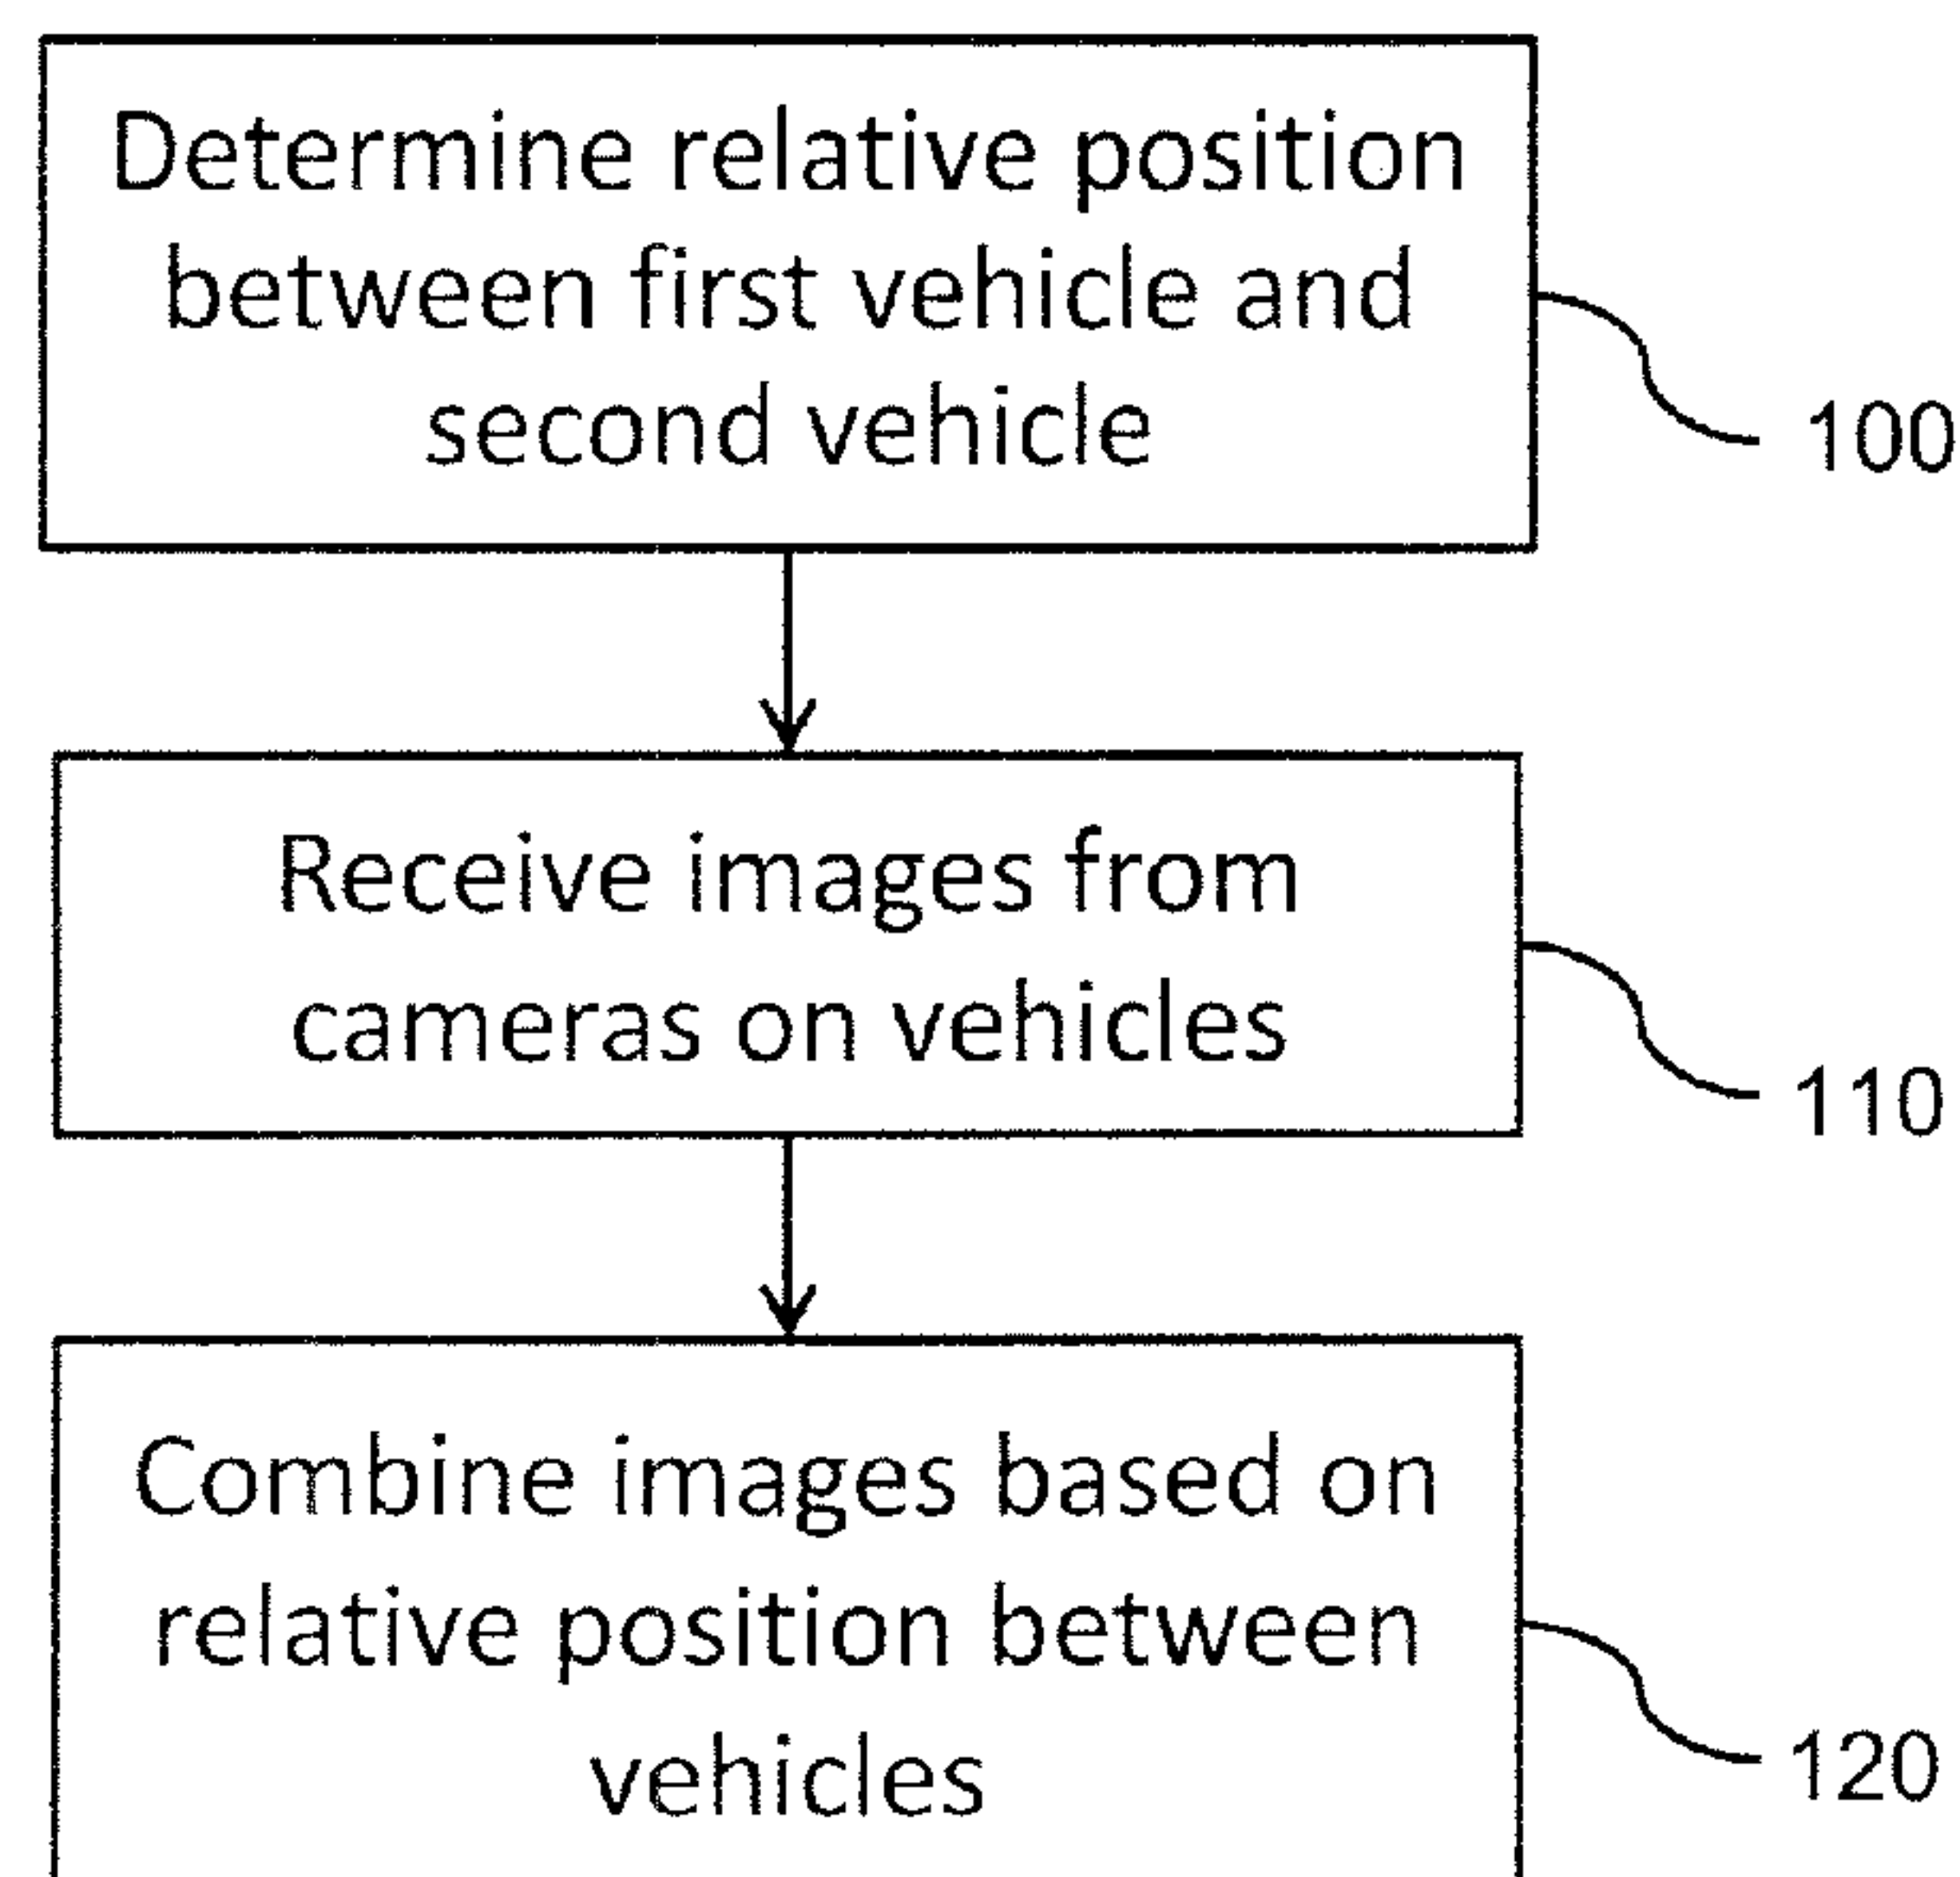 Determine relative position
between first vehicle and
second vehicle
100
Receive images from
cameras on vehicles
110
Combine images based on
relative position between
vehicles
120